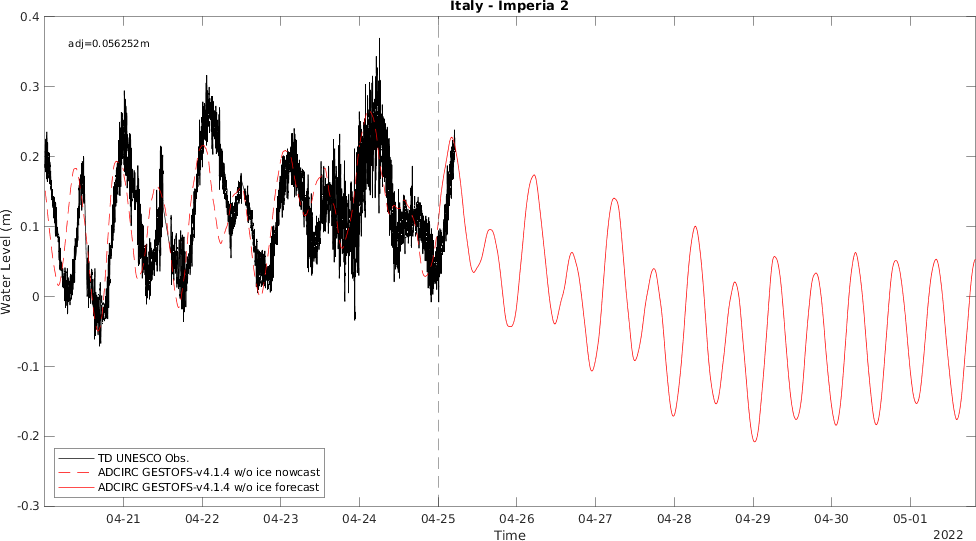 Italy - Imperia 2
adj=0.056252m
Water Level (m)
0.4
0.3
0.2
0.1
0
-0.1
-0.2
-0.3
TD UNESCO Obs.
ADCIRC GESTOFS-v4.1.4 w/o ice nowcast
ADCIRC GESTOFS-v4.1.4 w/o ice forecast
04-21 04-22 04-23 04-24 04-25 04-26 04-27 04-28 04-29 04-30 05-01
Time
2022